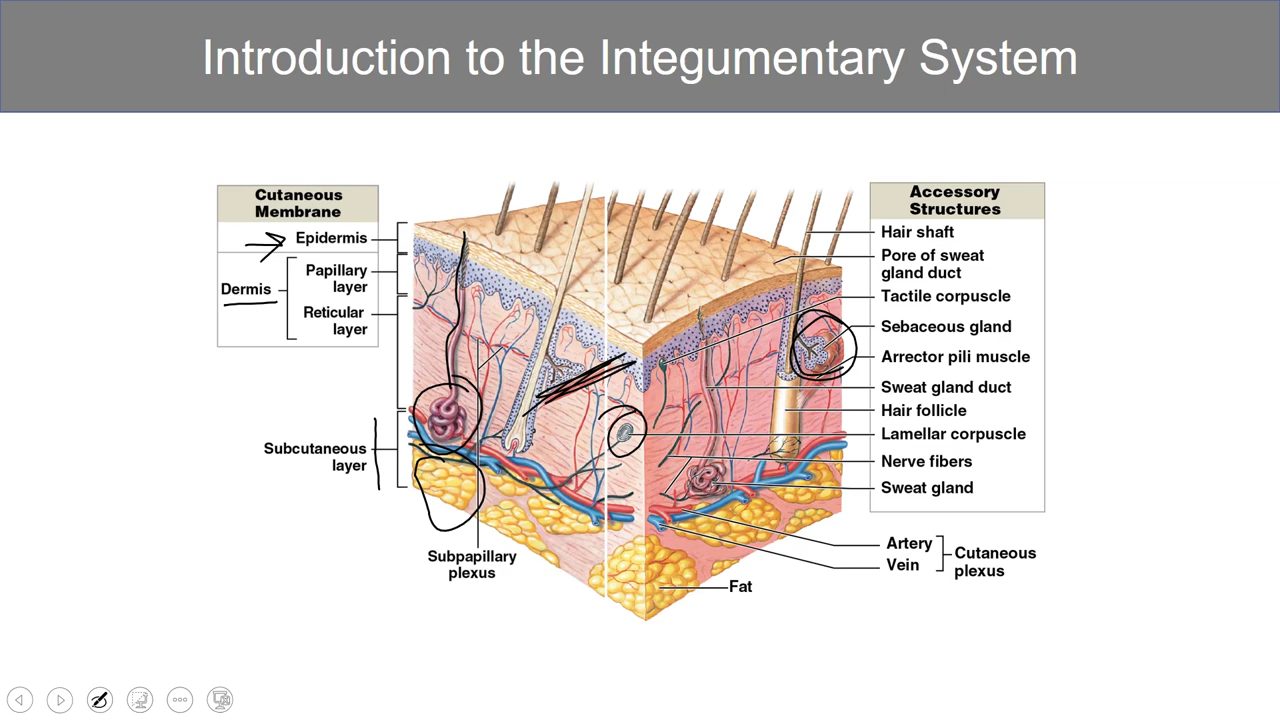 Introduction to the Integumentary System
Cutaneous
Membrane
Epidermis
Dermis
Papillary
layer
Reticular
layer
Subcutaneous
layer
Subpapillary
plexus
Fat
Accessory
Structures
Hair shaft
Pore of sweat
gland duct
Tactile corpuscle
Sebaceous gland
Arrector pili muscle
Sweat gland duct
Hair follicle
Lamellar corpuscle
Nerve fibers
Sweat gland
Artery
Vein
Cutaneous
plexus